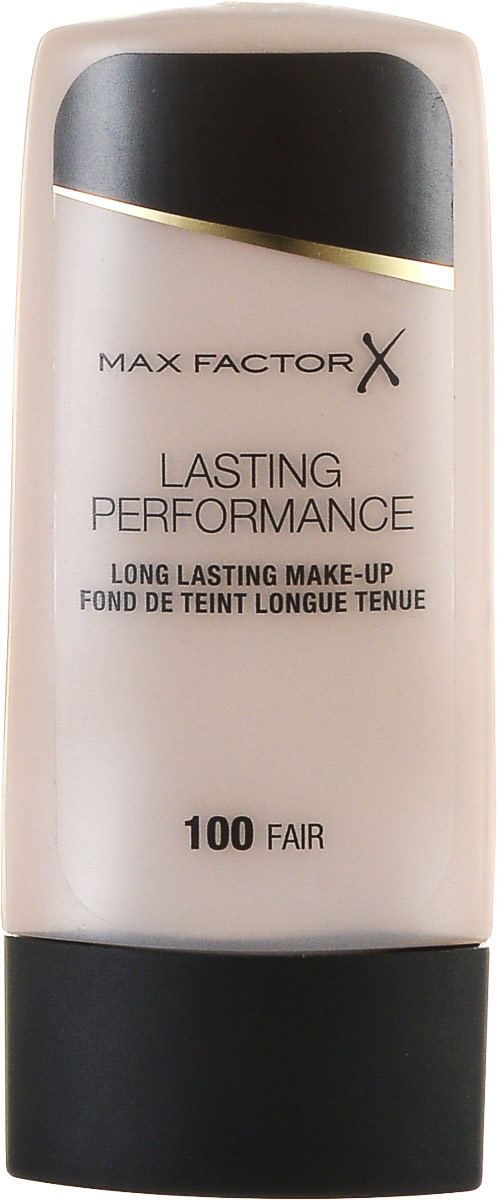 MAX FACTOR X
LASTING
PERFORMANCE
LONG LASTING MAKE-UP
FOND DE TEINT LONGUE TENUE
100 FAIR